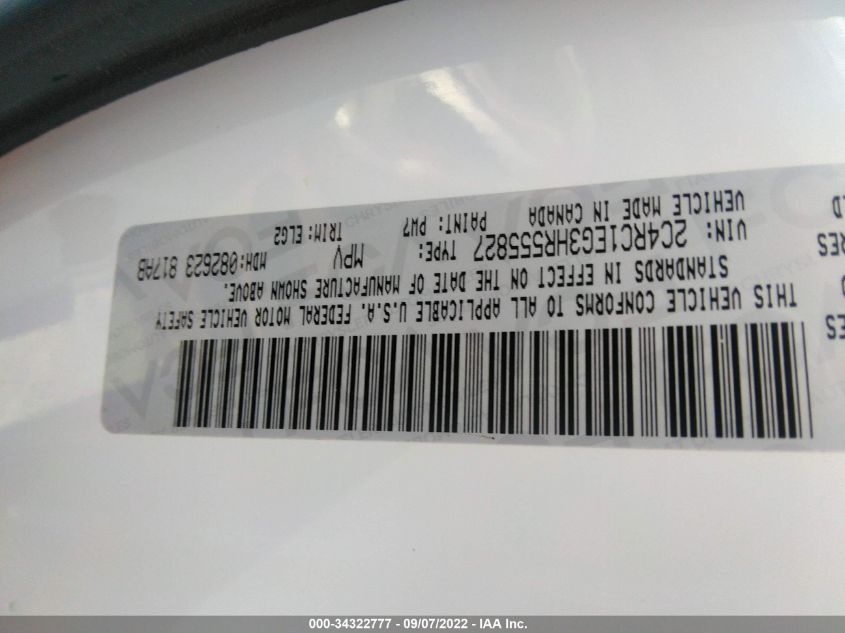 THIS VEHICLE CONFORMS TO ALL APPLICABLE U.S.A. FEDERAL MOTOR VEHICLE SAFETY
STANDARDS IN EFFECT ON THE DATE OF MANUFACTURE SHOWN ABOVE.
VIN: 2C4RC1EG3HR555827 TYPE: MPV MDH: 082623 817AB
VEHICLE MADE IN CANADA PAINT: PW7 TRIM: ELG2
000-34322777 - 09/07/2022 - IAA Inc.